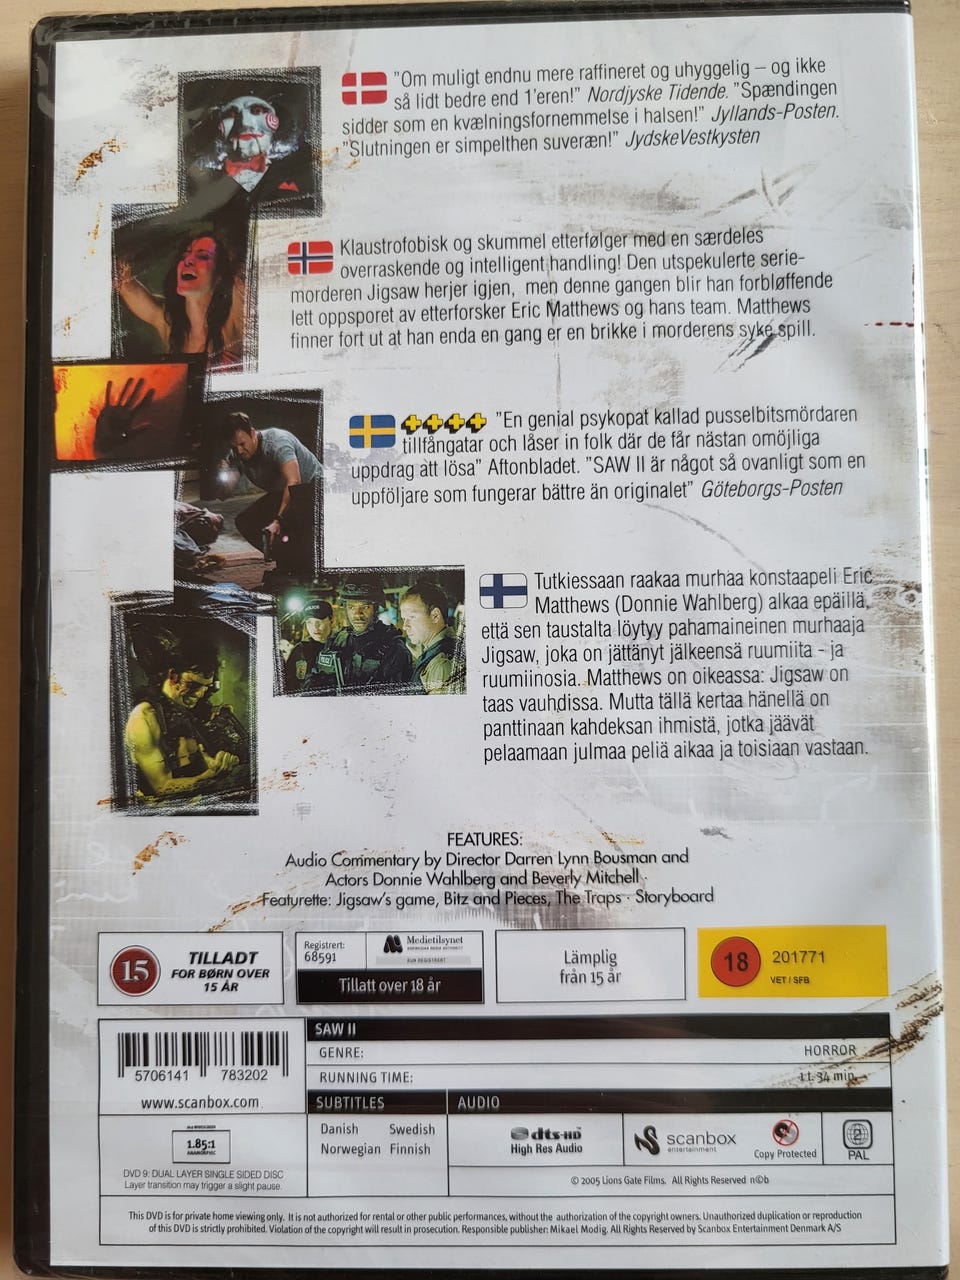 "Om muligt endnu mere raffineret og uhyggelig – og ikke
så lidt bedre end 1'eren!" Nordjyske Tidende. "Spændingen
sidder som en kvælningsfornemmelse i halsen!" Jyllands-Posten.
"Slutningen er simpelthen suveræn!" JydskeVestkysten
Klaustrofobisk og skummel etterfølger med en særdeles
overraskende og intelligent handling! Den utspekulerte serie-
morderen Jigsaw herjer igjen, men denne gangen blir han forbløffende
lett oppsporet av etterforsker Eric Matthews og hans team. Matthews
finner fort ut at han enda en gang er en brikke i morderens syke spill.
"En genial psykopat kallad pusselbitsmördaren
tillfångatar och låser in folk där de får nästan omöjliga
uppdrag att lösa" Aftonbladet. "SAW II är något så ovanligt som en
uppföljare som fungerar bättre än originalet" Göteborgs-Posten
Tutkiessaan raakaa murhaa konstaapeli Eric
Matthews (Donnie Wahlberg) alkaa epäillä,
että sen taustalta löytyy pahamaineinen murhaaja
Jigsaw, joka on jättänyt jälkeensä ruumiita - ja
ruumiinosia. Matthews on oikeassa: Jigsaw on
taas vauhdissa. Mutta tällä kertaa hänellä on
panttinaan kahdeksan ihmistä, jotka jäävät
pelaamaan julmaa peliä aikaa ja toisiaan vastaan.
FEATURES:
Audio Commentary by Director Darren Lynn Bousman and
Actors Donnie Wahlberg and Beverly Mitchell ·
Featurette: Jigsaw's game, Bitz and Pieces, The Traps · Storyboard
15
TILLADT
FOR BØRN OVER
15 ÅR
Registrert:
68591
Medietilsynet
NORWEGIAN MEDIA AUTHORITY
KUN REGISTRERT
Tillatt over 18 år
Lämplig
från 15 år
18
201771
VET / SFB
5706141 783202
www.scanbox.com
SAW II
GENRE: HORROR
RUNNING TIME: 1 t. 34 min.
SUBTITLES
AUDIO
Danish Swedish
Norwegian Finnish
1.85:1
ANAMORPHIC
DVD 9: DUAL LAYER SINGLE SIDED DISC
Layer transition may trigger a slight pause.
dts-HD
High Res Audio
scanbox
entertainment
Copy Protected
2
PAL
© 2005 Lions Gate Films. All Rights Reserved n©b
This DVD is for private home viewing only. It is not authorized for rental or other public performances, without the authorization of the copyright owners. Unauthorized duplication or reproduction
of this DVD is strictly prohibited. Violation of the copyright will result in prosecution. Responsible publisher: Mikael Modig. All Rights Reserved by Scanbox Entertainment Denmark A/S